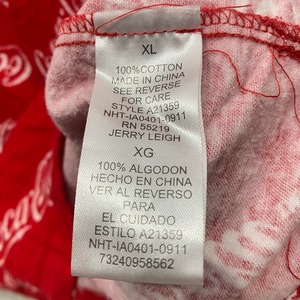 XL
100%COTTON
MADE IN CHINA
SEE REVERSE
FOR CARE
STYLE A21359
NHT-IA0401-0911
RN 55219
JERRY LEIGH
XG
100% ALGODON
HECHO EN CHINA
VER AL REVERSO
PARA
EL CUIDADO
ESTILO A21359
NHT-IA0401-0911
73240958562